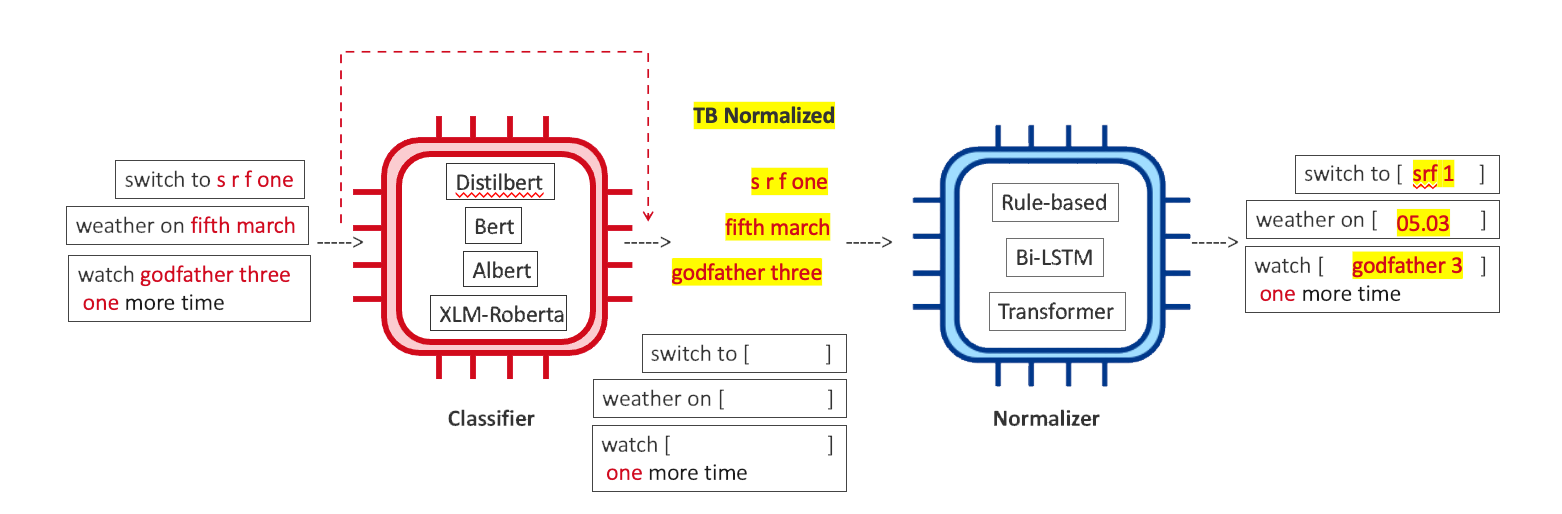 switch to s r f one
weather on fifth march
watch godfather three
one more time
Distilbert
Bert
Albert
XLM-Roberta
Classifier
TB Normalized
s r f one
fifth march
godfather three
switch to [ ]
weather on [ ]
watch [ ]
one more time
Rule-based
Bi-LSTM
Transformer
Normalizer
switch to [ srf 1 ]
weather on [ 05.03 ]
watch [ godfather 3 ]
one more time